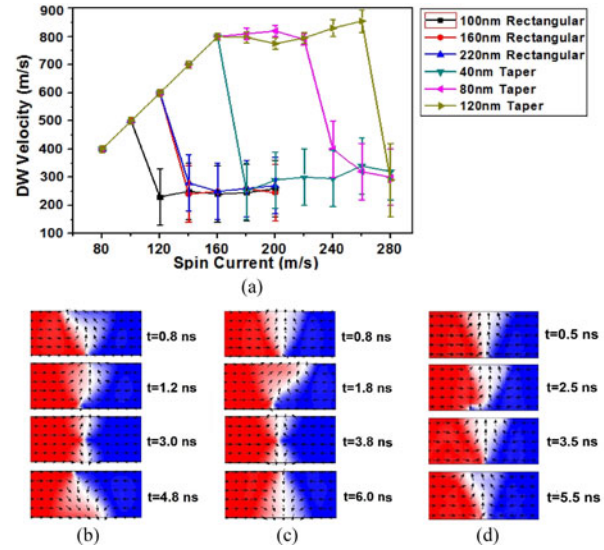 (a)
900
800
700
600
500
400
300
200
100
DW Velocity (m/s)
80 120 160 200 240 280
Spin Current (m/s)
100nm Rectangular
160nm Rectangular
220nm Rectangular
40nm Taper
80nm Taper
120nm Taper
(a)
t=0.8 ns
t=1.2 ns
t=3.0 ns
t=4.8 ns
(b)
t=0.8 ns
t=1.8 ns
t=3.8 ns
t=6.0 ns
(c)
t=0.5 ns
t=2.5 ns
t=3.5 ns
t=5.5 ns
(d)